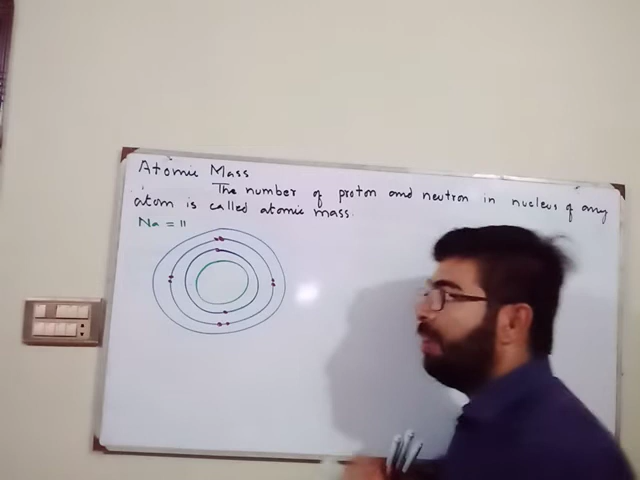 Atomic Mass
The number of proton and neutron in nucleus of any
atom is called atomic mass.
Na = 11